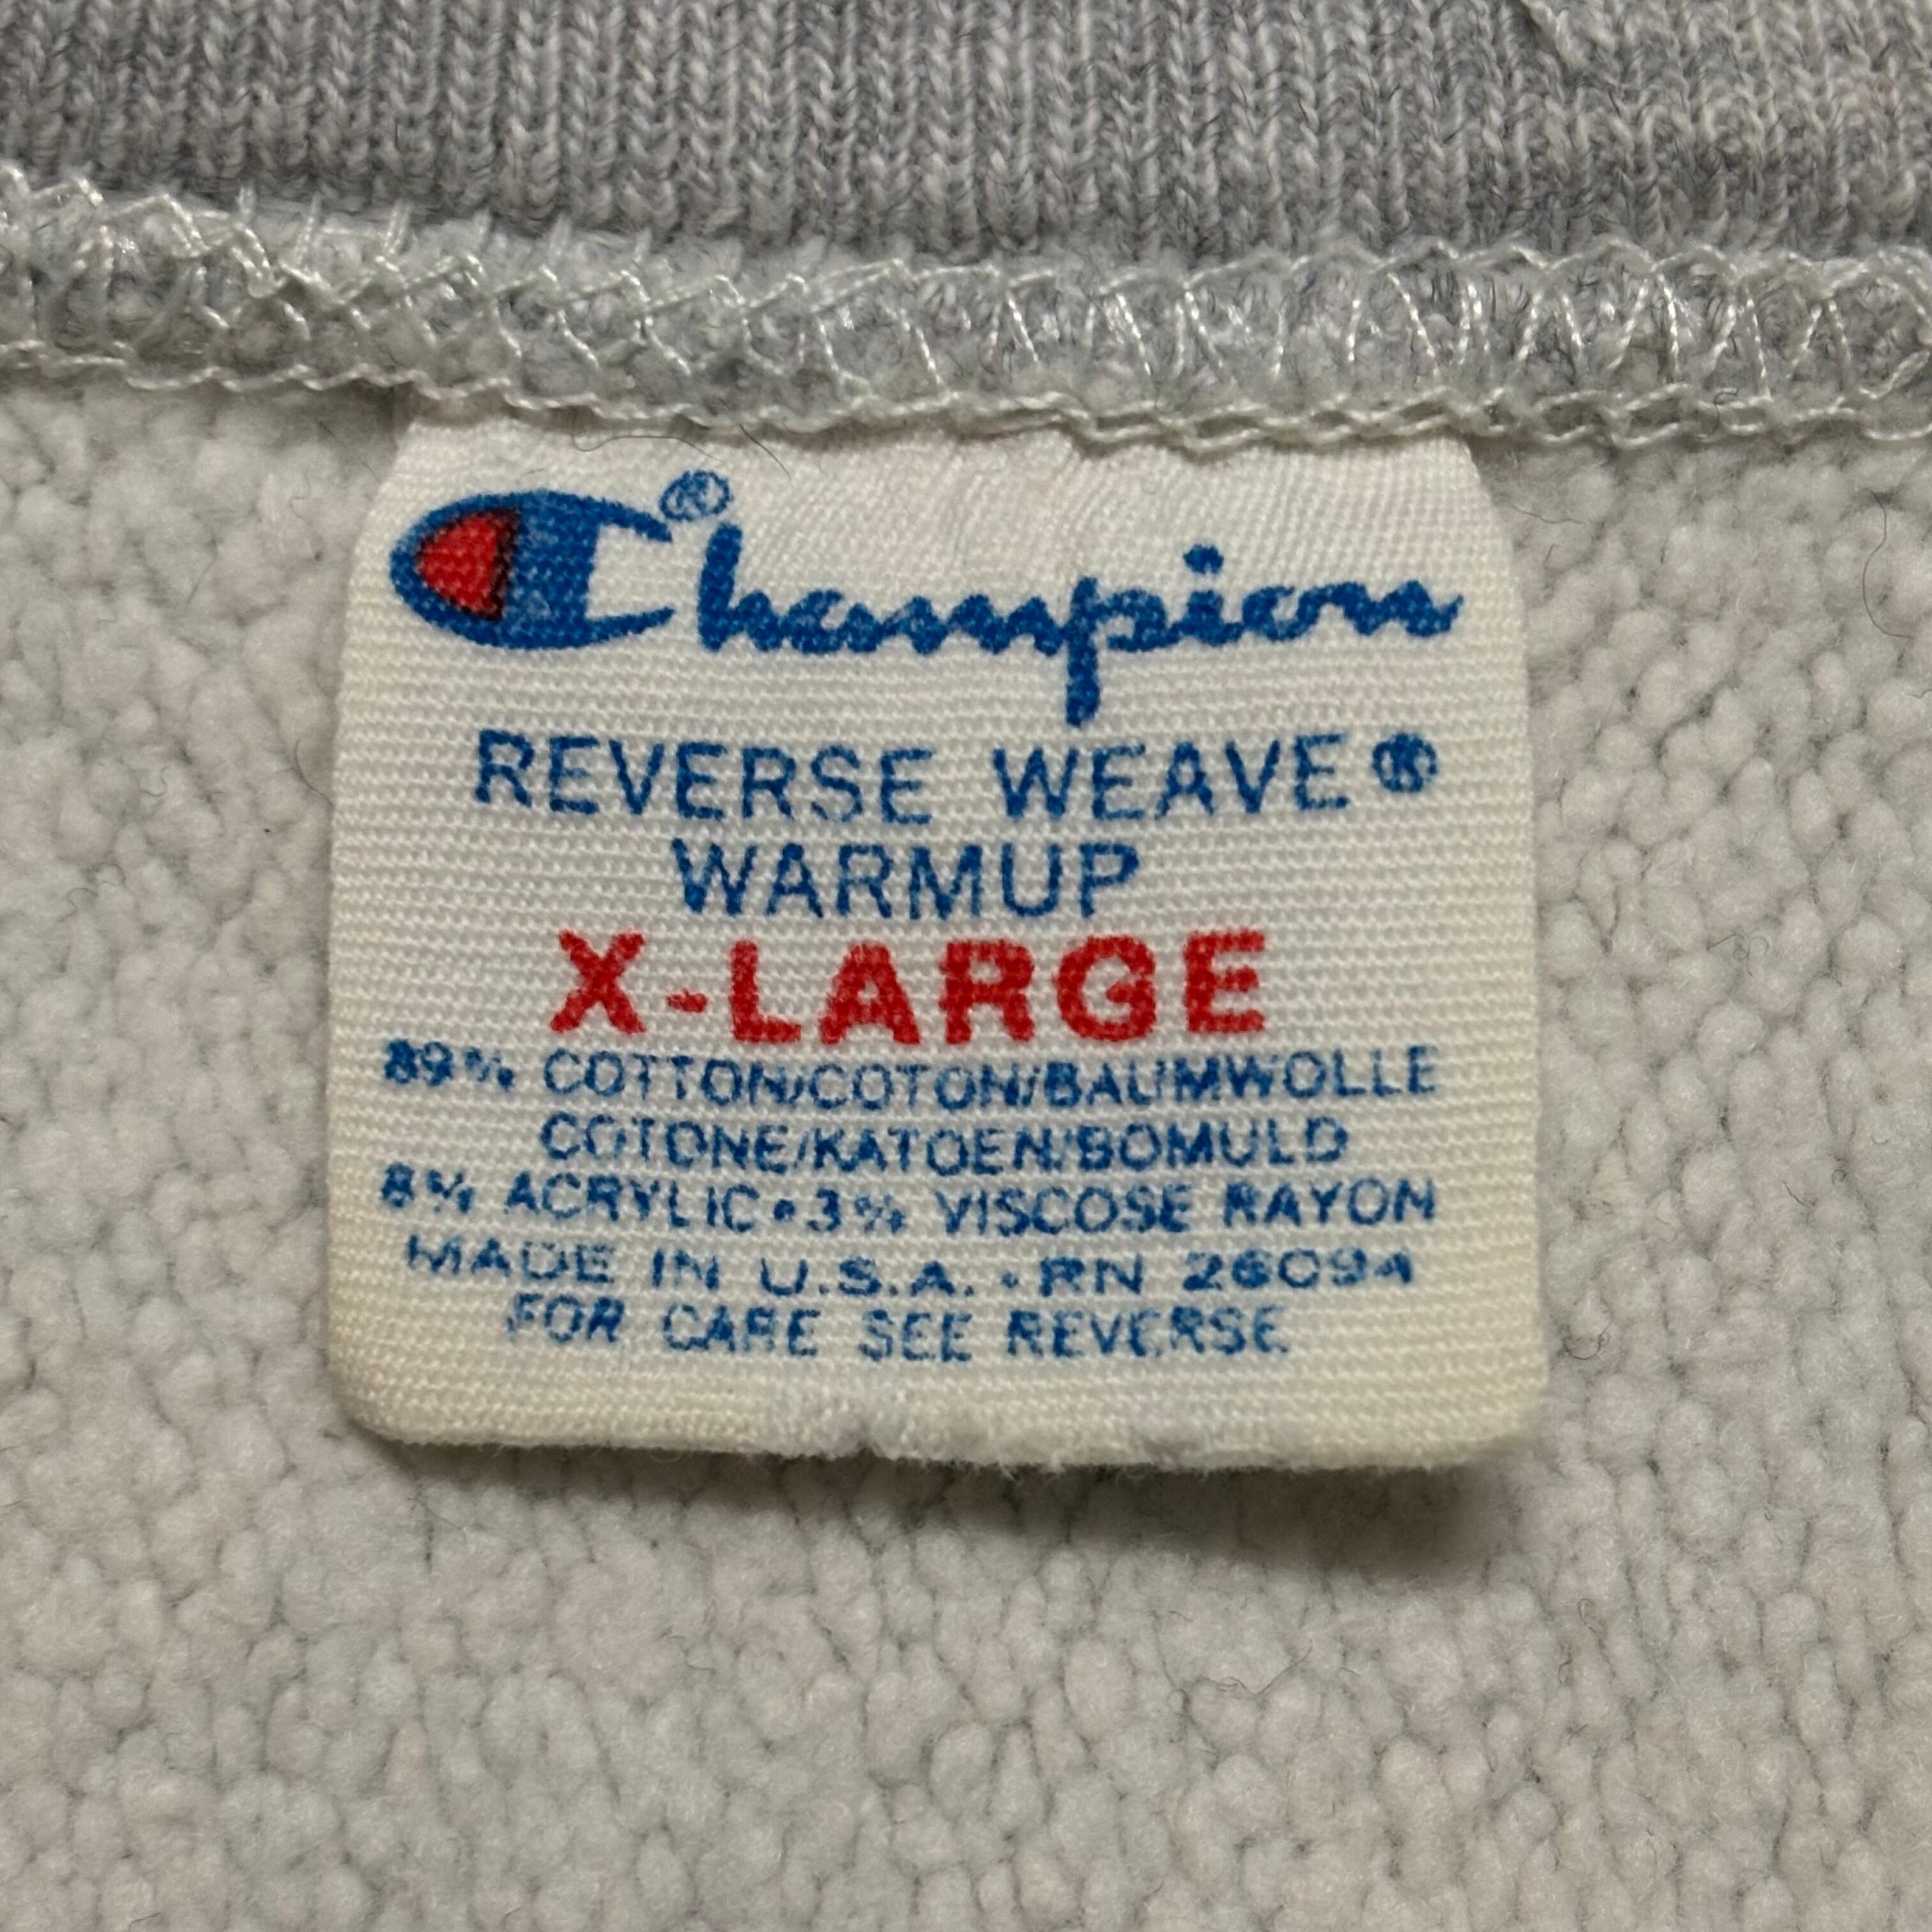 Champion®
REVERSE WEAVE®
WARMUP
X-LARGE
89% COTTON/COTON/BAUMWOLLE
COTONE/KATOEN/BOMULD
8% ACRYLIC•3% VISCOSE RAYON
MADE IN U.S.A. • RN 26094
FOR CARE SEE REVERSE